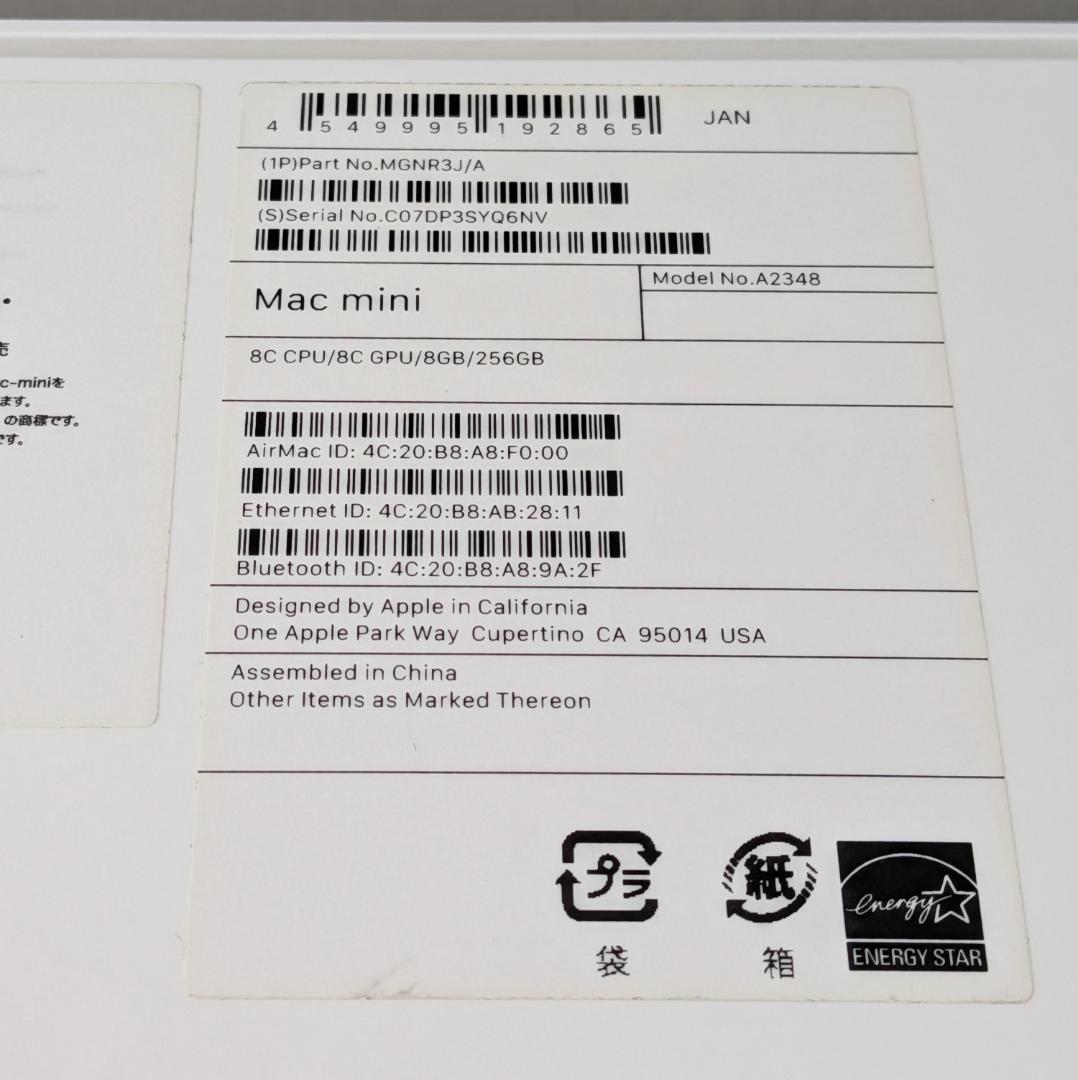 売
c-miniを
ます。
の商標です。
です。
4 549995 192865
JAN
(1P)Part No.MGNR3J/A
(S)Serial No.C07DP3SYQ6NV
Mac mini
Model No.A2348
8C CPU/8C GPU/8GB/256GB
AirMac ID: 4C:20:B8:A8:F0:00
Ethernet ID: 4C:20:B8:AB:28:11
Bluetooth ID: 4C:20:B8:A8:9A:2F
Designed by Apple in California
One Apple Park Way Cupertino CA 95014 USA
Assembled in China
Other Items as Marked Thereon
プラ
袋
紙
箱
energy
ENERGY STAR